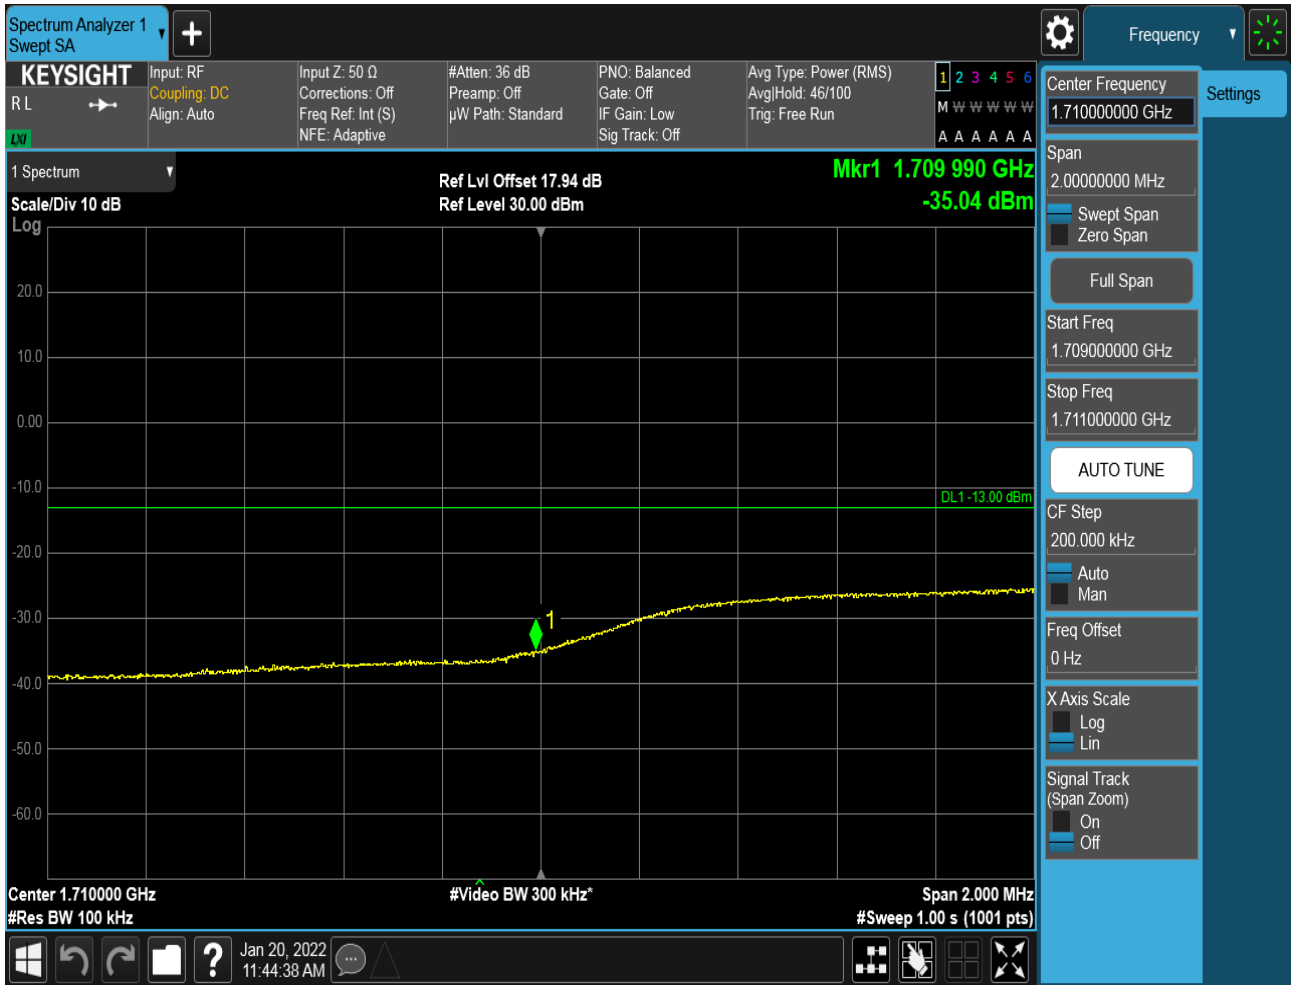 Spectrum Analyzer 1
Swept SA
Frequency
KEYSIGHT
R L
LXI
Input: RF
Coupling: DC
Align: Auto
Input Z: 50 Ω
Corrections: Off
Freq Ref: Int (S)
NFE: Adaptive
#Atten: 36 dB
Preamp: Off
µW Path: Standard
PNO: Balanced
Gate: Off
IF Gain: Low
Sig Track: Off
Avg Type: Power (RMS)
Avg|Hold: 46/100
Trig: Free Run
1 2 3 4 5 6
M W W W W W
A A A A A A
1 Spectrum
Scale/Div 10 dB
Log
Ref Lvl Offset 17.94 dB
Ref Level 30.00 dBm
Mkr1 1.709 990 GHz
-35.04 dBm
20.0
10.0
0.00
-10.0
DL1 -13.00 dBm
-20.0
-30.0
1
-40.0
-50.0
-60.0
Center 1.710000 GHz
#Video BW 300 kHz*
Span 2.000 MHz
#Res BW 100 kHz
#Sweep 1.00 s (1001 pts)
?
Jan 20, 2022
11:44:38 AM
Center Frequency
1.710000000 GHz
Settings
Span
2.00000000 MHz
Swept Span
Zero Span
Full Span
Start Freq
1.709000000 GHz
Stop Freq
1.711000000 GHz
AUTO TUNE
CF Step
200.000 kHz
Auto
Man
Freq Offset
0 Hz
X Axis Scale
Log
Lin
Signal Track
(Span Zoom)
On
Off